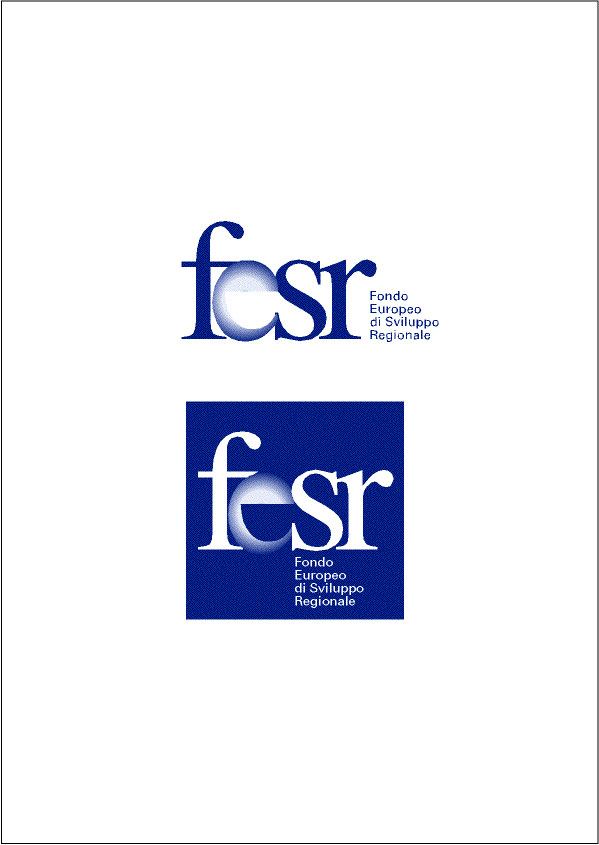 fesr
Fondo
Europeo
di Sviluppo
Regionale
fesr
Fondo
Europeo
di Sviluppo
Regionale